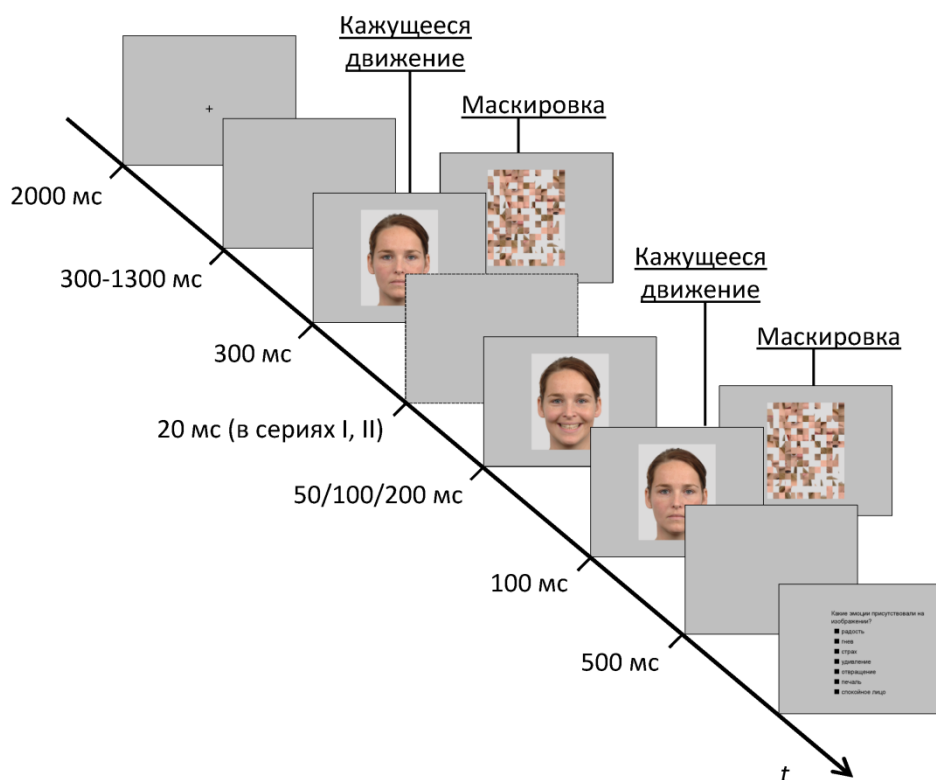 Кажущееся
движение
Маскировка
2000 мс
300-1300 мс
Кажущееся
движение
300 мс
Маскировка
20 мс (в сериях I, II)
50/100/200 мс
100 мс
500 мс
Какие эмоции присутствовали на
изображении?
радость
гнев
страх
удивление
отвращение
печаль
спокойное лицо
t